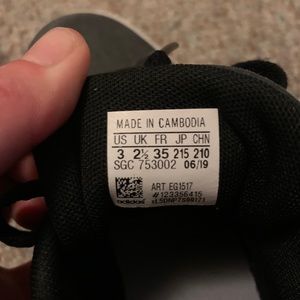 MADE IN CAMBODIA
US UK FR JP CHN
3 2½ 35 215 210
SGC 753002 06/19
ART EG1517
#123356415
adidas